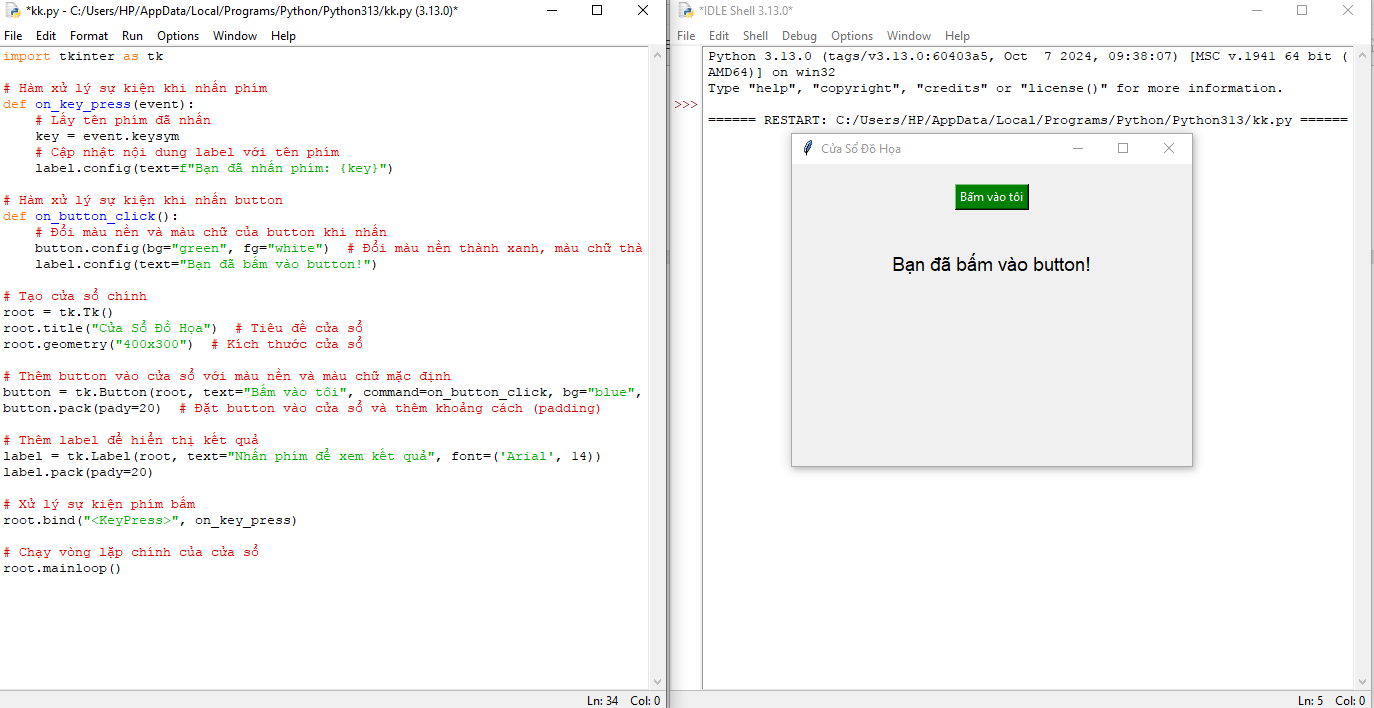 *kk.py - C:/Users/HP/AppData/Local/Programs/Python/Python313/kk.py (3.13.0)*
File Edit Format Run Options Window Help
import tkinter as tk
# Hàm xử lý sự kiện khi nhấn phím
def on_key_press(event):
    # Lấy tên phím đã nhấn
    key = event.keysym
    # Cập nhật nội dung label với tên phím
    label.config(text=f"Bạn đã nhấn phím: {key}")
# Hàm xử lý sự kiện khi nhấn button
def on_button_click():
    # Đổi màu nền và màu chữ của button khi nhấn
    button.config(bg="green", fg="white")  # Đổi màu nền thành xanh, màu chữ thà
    label.config(text="Bạn đã bấm vào button!")
# Tạo cửa sổ chính
root = tk.Tk()
root.title("Cửa Sổ Đồ Họa")  # Tiêu đề cửa sổ
root.geometry("400x300")  # Kích thước cửa sổ
# Thêm button vào cửa sổ với màu nền và màu chữ mặc định
button = tk.Button(root, text="Bấm vào tôi", command=on_button_click, bg="blue",
button.pack(pady=20)  # Đặt button vào cửa sổ và thêm khoảng cách (padding)
# Thêm label để hiển thị kết quả
label = tk.Label(root, text="Nhấn phím để xem kết quả", font=('Arial', 14))
label.pack(pady=20)
# Xử lý sự kiện phím bấm
root.bind("<KeyPress>", on_key_press)
# Chạy vòng lặp chính của cửa sổ
root.mainloop()
Ln: 34 Col: 0
*IDLE Shell 3.13.0*
File Edit Shell Debug Options Window Help
Python 3.13.0 (tags/v3.13.0:60403a5, Oct  7 2024, 09:38:07) [MSC v.1941 64 bit (
AMD64)] on win32
Type "help", "copyright", "credits" or "license()" for more information.
>>>
====== RESTART: C:/Users/HP/AppData/Local/Programs/Python/Python313/kk.py ======
Cửa Sổ Đồ Họa
Bấm vào tôi
Bạn đã bấm vào button!
Ln: 5 Col: 0